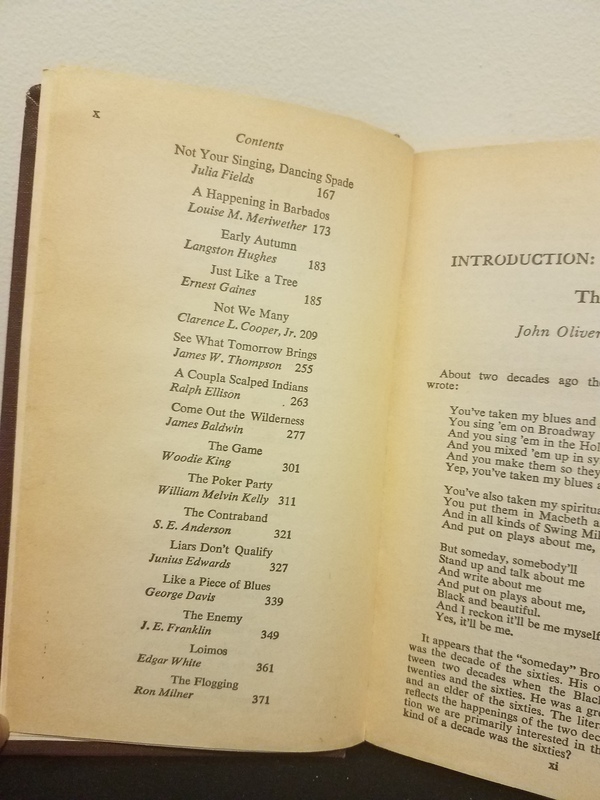 x
Contents
Not Your Singing, Dancing Spade
Julia Fields 167
A Happening in Barbados
Louise M. Meriwether 173
Early Autumn
Langston Hughes 183
Just Like a Tree
Ernest Gaines 185
Not We Many
Clarence L. Cooper, Jr. 209
See What Tomorrow Brings
James W. Thompson 255
A Coupla Scalped Indians
Ralph Ellison 263
Come Out the Wilderness
James Baldwin 277
The Game
Woodie King 301
The Poker Party
William Melvin Kelly 311
The Contraband
S. E. Anderson 321
Liars Don't Qualify
Junius Edwards 327
Like a Piece of Blues
George Davis 339
The Enemy
J. E. Franklin 349
Loimos
Edgar White 361
The Flogging
Ron Milner 371
INTRODUCTION:
Th
John Oliver
About two decades ago the
wrote:
You've taken my blues and
You sing 'em on Broadway
And you sing 'em in the Hol
And you mixed 'em up in sy
And you make them so they
Yep, you've taken my blues a
You've also taken my spiritua
You put them in Macbeth a
And in all kinds of Swing Mi
And put on plays about me,
But someday, somebody'll
Stand up and talk about me
And write about me
And put on plays about me,
Black and beautiful.
And I reckon it'll be me myself
Yes, it'll be me.
It appears that the "someday" Bro
was the decade of the sixties. His o
tween two decades when the Black
twenties and the sixties. He was a gre
and an elder of the sixties. The liter
reflects the happenings of the two dec
tion we are primarily interested in th
kind of a decade was the sixties?
xi